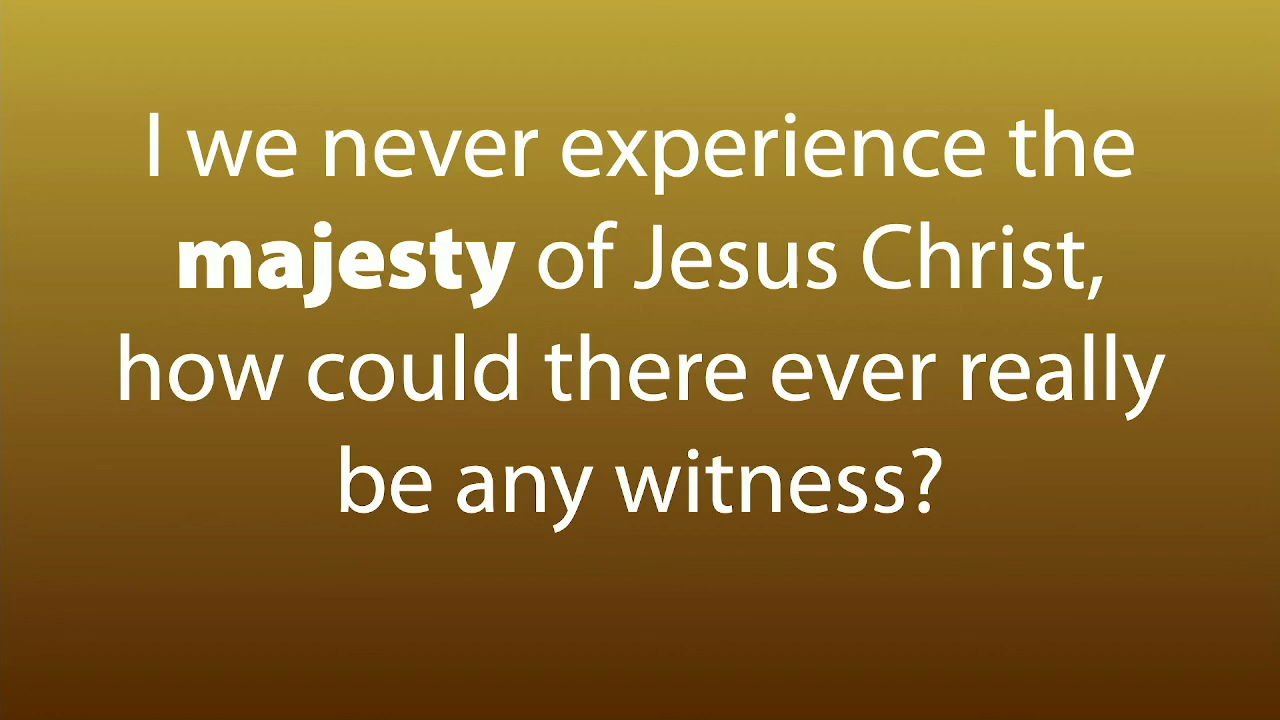 I we never experience the
majesty of Jesus Christ,
how could there ever really
be any witness?